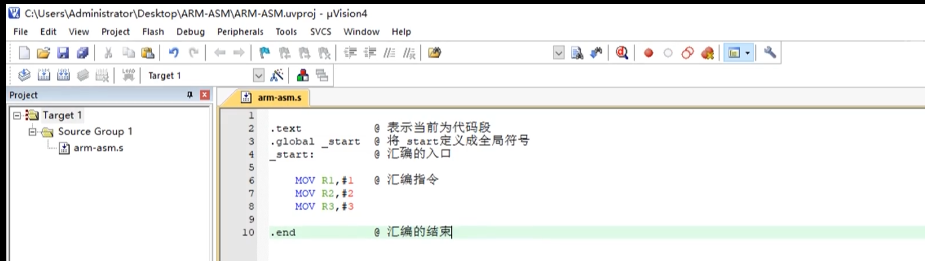 C:\Users\Administrator\Desktop\ARM-ASM\ARM-ASM.uvproj - µVision4
File Edit View Project Flash Debug Peripherals Tools SVCS Window Help
LOAD Target 1
Project
arm-asm.s
Target 1
Source Group 1
arm-asm.s
1
2 .text @ 表示当前为代码段
3 .global _start @ 将_start定义成全局符号
4 _start: @ 汇编的入口
5
6 MOV R1,#1 @ 汇编指令
7 MOV R2,#2
8 MOV R3,#3
9
10 .end @ 汇编的结束